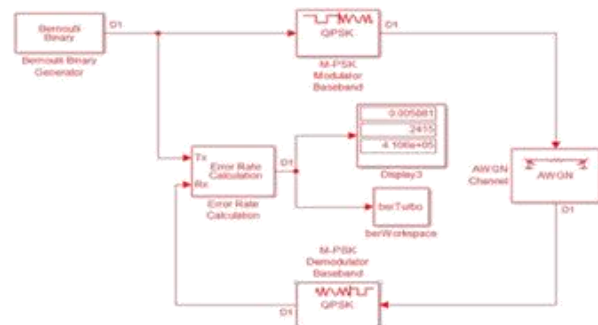 Bernoulli
Binary
D1
Bernoulli Binary
Generator
QPSK
D1
M-PSK
Modulator
Baseband
Tx
Rx
Error Rate
Calculation
D1
Error Rate
Calculation
0.005881
2415
4.106e+05
Display3
berTurbo
berWorkspace
AWGN
Channel
AWGN
D1
M-PSK
Demodulator
Baseband
D1
QPSK